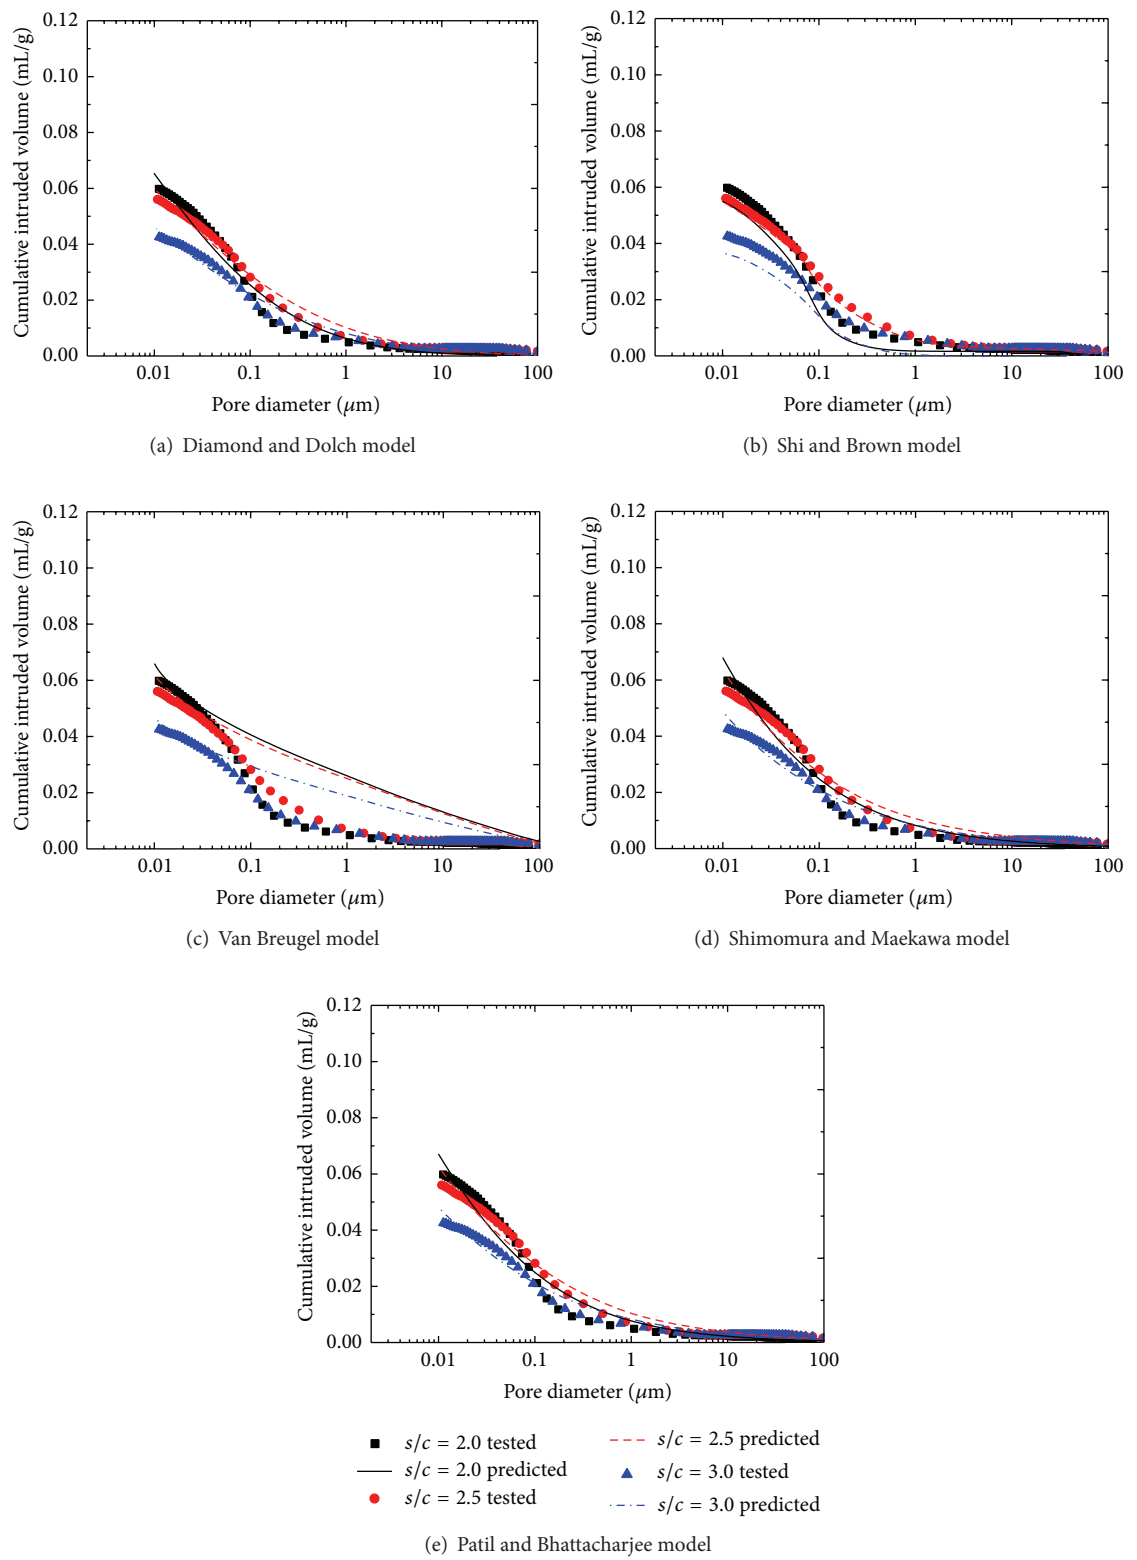 Cumulative intruded volume (mL/g)
0.12
0.10
0.08
0.06
0.04
0.02
0.00
0.01 0.1 1 10 100
Pore diameter (μm)
(a) Diamond and Dolch model
Cumulative intruded volume (mL/g)
0.12
0.10
0.08
0.06
0.04
0.02
0.00
0.01 0.1 1 10 100
Pore diameter (μm)
(b) Shi and Brown model
Cumulative intruded volume (mL/g)
0.12
0.10
0.08
0.06
0.04
0.02
0.00
0.01 0.1 1 10 100
Pore diameter (μm)
(c) Van Breugel model
Cumulative intruded volume (mL/g)
0.12
0.10
0.08
0.06
0.04
0.02
0.00
0.01 0.1 1 10 100
Pore diameter (μm)
(d) Shimomura and Maekawa model
Cumulative intruded volume (mL/g)
0.12
0.10
0.08
0.06
0.04
0.02
0.00
0.01 0.1 1 10 100
Pore diameter (μm)
s/c = 2.0 tested
s/c = 2.0 predicted
s/c = 2.5 tested
s/c = 2.5 predicted
s/c = 3.0 tested
s/c = 3.0 predicted
(e) Patil and Bhattacharjee model